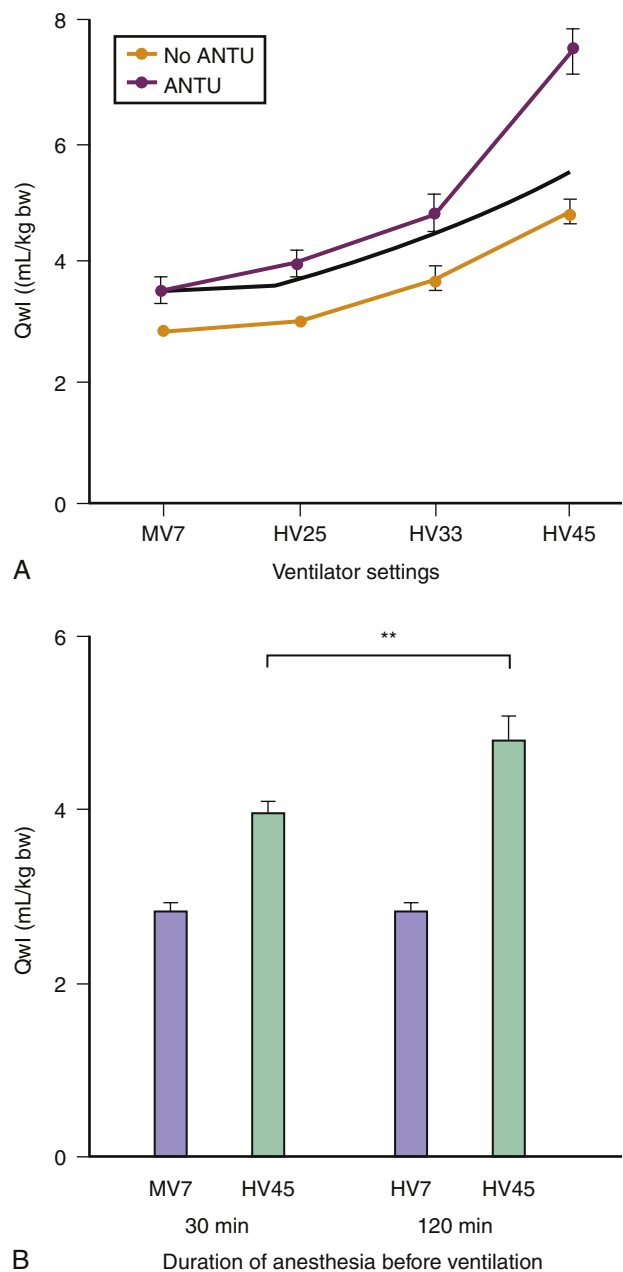 8
6
4
2
0
Qwl ((mL/kg bw)
No ANTU
ANTU
MV7 HV25 HV33 HV45
Ventilator settings
A
6
4
2
0
Qwl (mL/kg bw)
**
MV7 HV45 HV7 HV45
30 min 120 min
Duration of anesthesia before ventilation
B